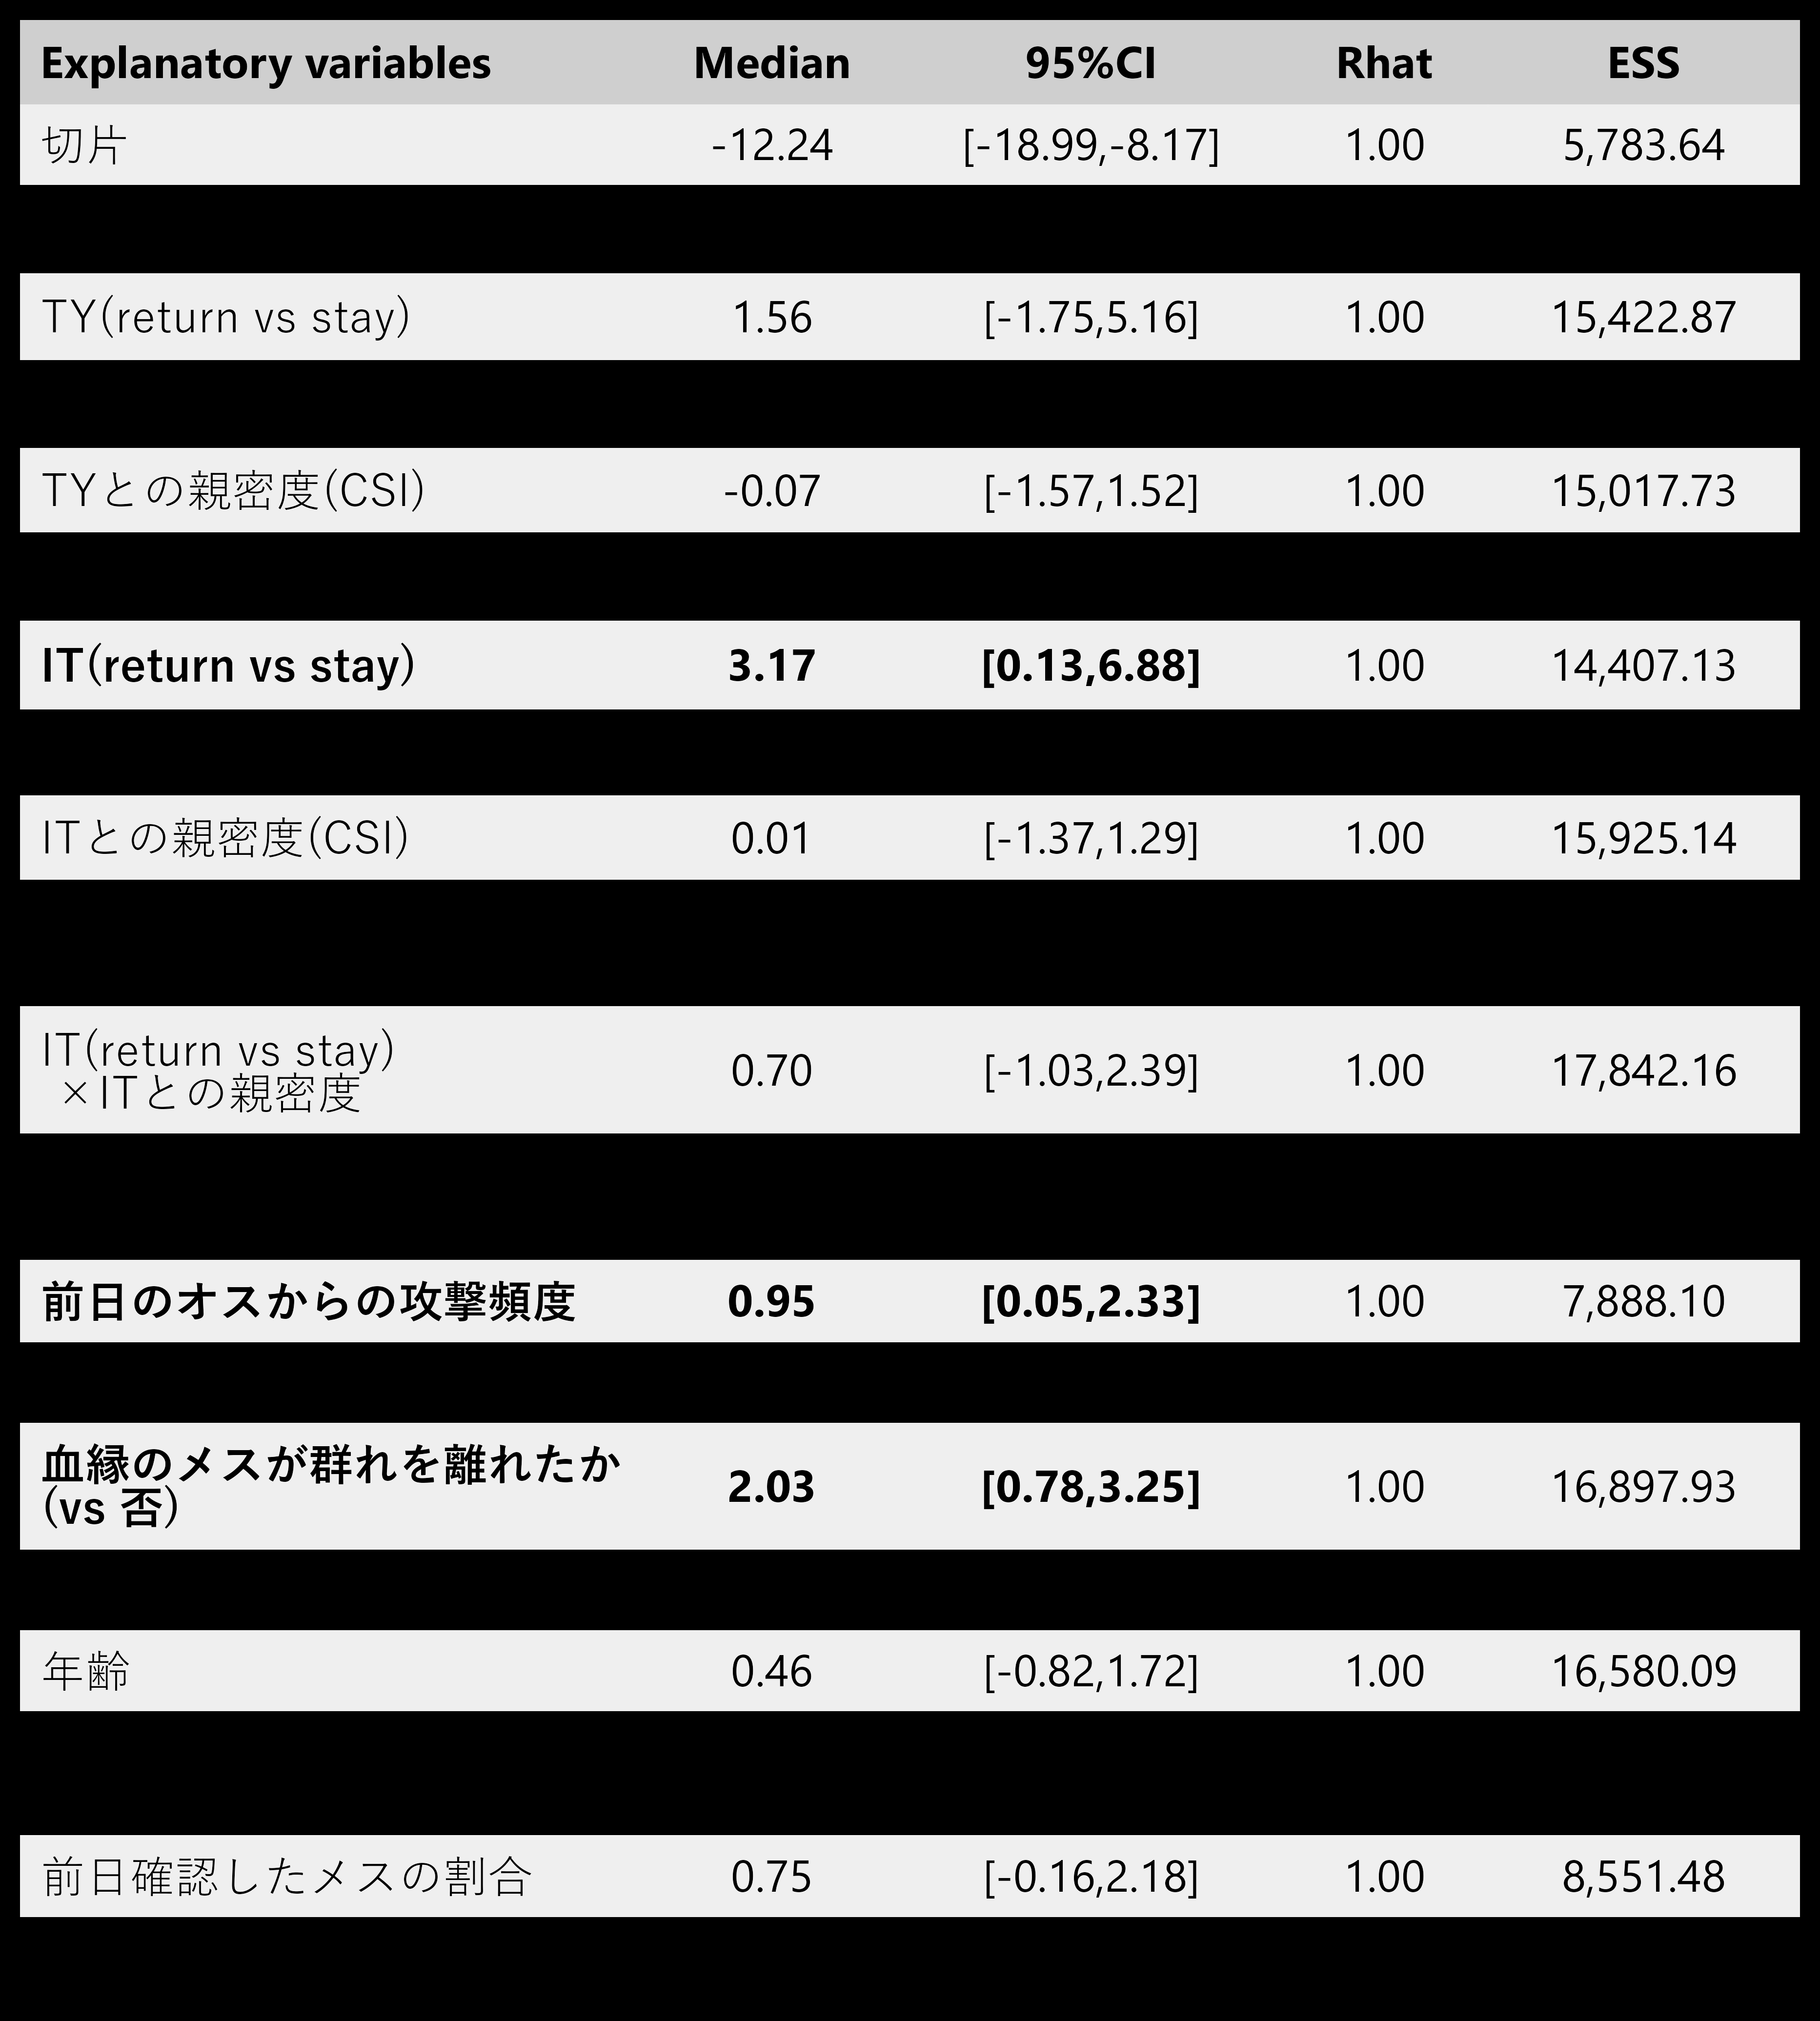 Explanatory variables Median 95%CI Rhat ESS
切片 -12.24 [-18.99,-8.17] 1.00 5,783.64
TY(return vs stay) 1.56 [-1.75,5.16] 1.00 15,422.87
TYとの親密度(CSI) -0.07 [-1.57,1.52] 1.00 15,017.73
IT(return vs stay) 3.17 [0.13,6.88] 1.00 14,407.13
ITとの親密度(CSI) 0.01 [-1.37,1.29] 1.00 15,925.14
IT(return vs stay)
×ITとの親密度 0.70 [-1.03,2.39] 1.00 17,842.16
前日のオスからの攻撃頻度 0.95 [0.05,2.33] 1.00 7,888.10
血縁のメスが群れを離れたか
(vs 否) 2.03 [0.78,3.25] 1.00 16,897.93
年齢 0.46 [-0.82,1.72] 1.00 16,580.09
前日確認したメスの割合 0.75 [-0.16,2.18] 1.00 8,551.48